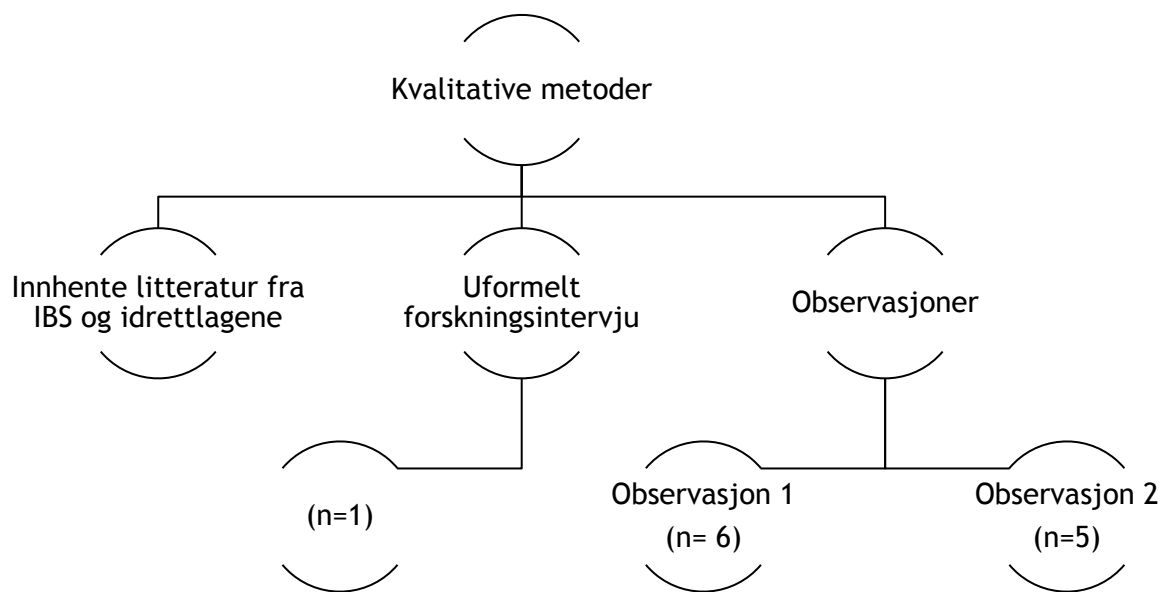 Kvalitative metoder
Innhente litteratur fra
IBS og idrettlagene
Uformelt
forskningsintervju
Observasjoner
(n=1)
Observasjon 1
(n= 6)
Observasjon 2
(n=5)